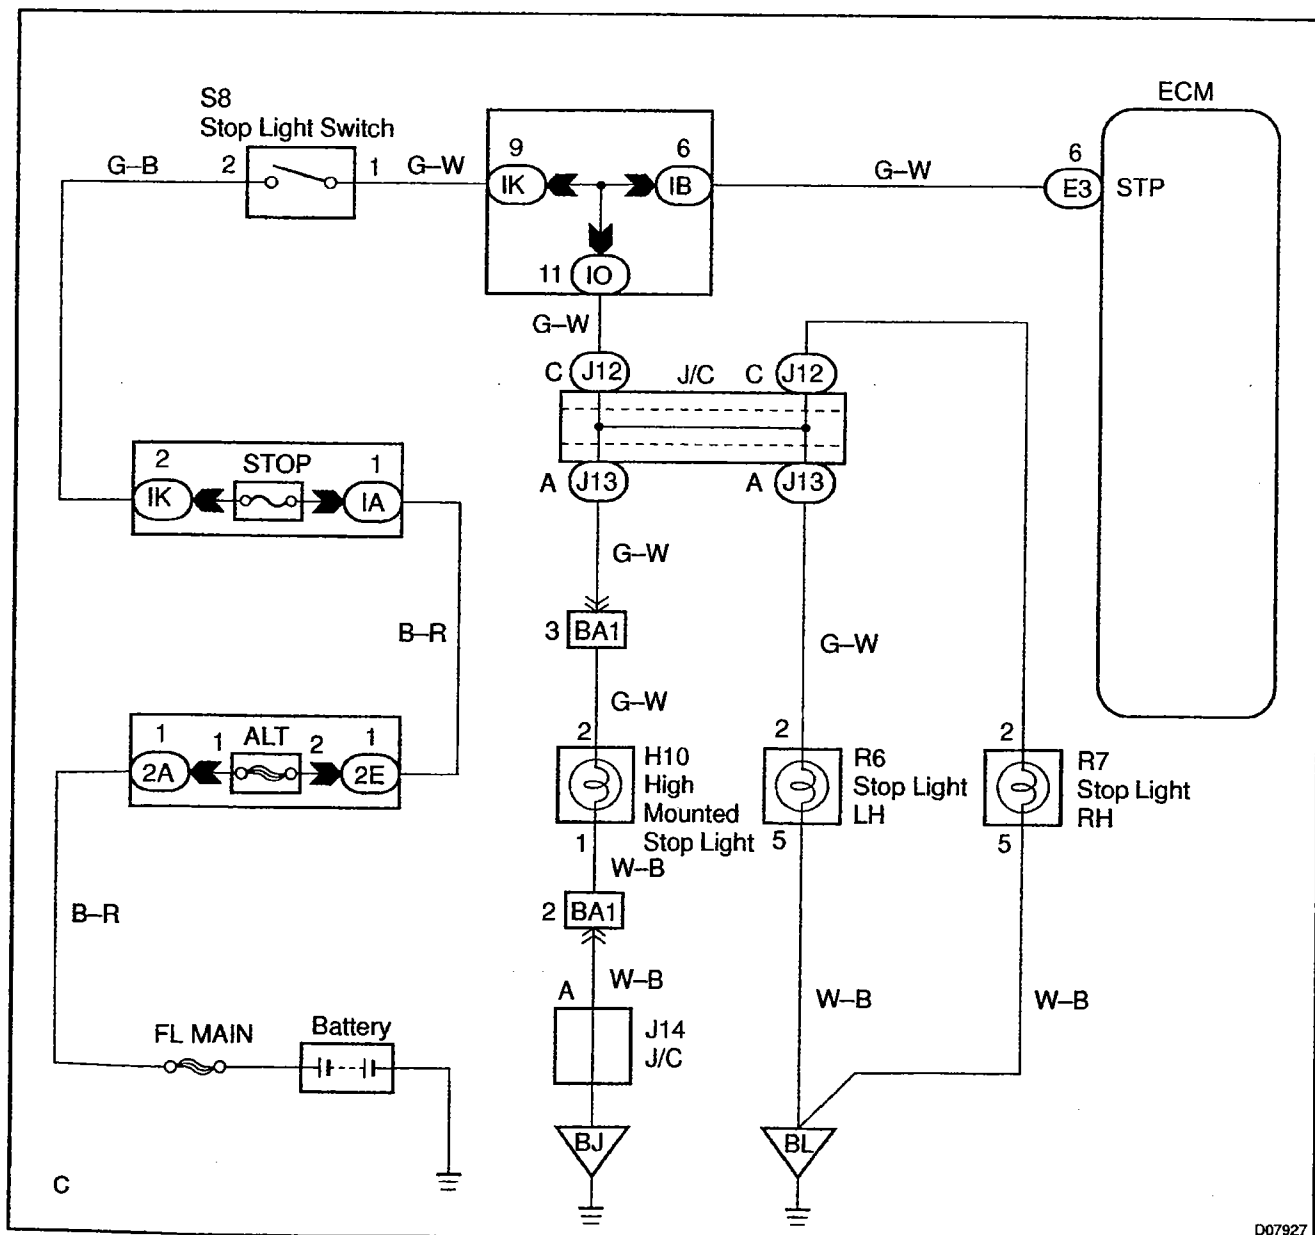 ECM
S8
Stop Light Switch
G–B
2
1
G–W
9
IK
6
IB
G–W
6
E3
STP
11
IO
G–W
C
J12
J/C
C
J12
A
J13
A
J13
2
STOP
1
IK
IA
G–W
B–R
3
BA1
G–W
G–W
1
1
ALT
2
1
2A
2E
2
H10
High
Mounted
Stop Light
1
2
R6
Stop Light
LH
5
2
R7
Stop Light
RH
5
W–B
B–R
2
BA1
W–B
A
J14
J/C
W–B
W–B
FL MAIN
Battery
BJ
BL
C
D07927